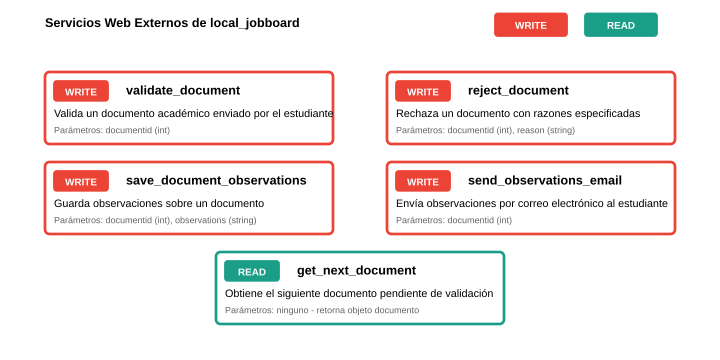 Servicios Web Externos de local_jobboard
WRITE
READ
WRITE
validate_document
Valida un documento académico enviado por el estudiante
Parámetros: documentid (int)
WRITE
reject_document
Rechaza un documento con razones especificadas
Parámetros: documentid (int), reason (string)
WRITE
save_document_observations
Guarda observaciones sobre un documento
Parámetros: documentid (int), observations (string)
WRITE
send_observations_email
Envía observaciones por correo electrónico al estudiante
Parámetros: documentid (int)
READ
get_next_document
Obtiene el siguiente documento pendiente de validación
Parámetros: ninguno - retorna objeto documento